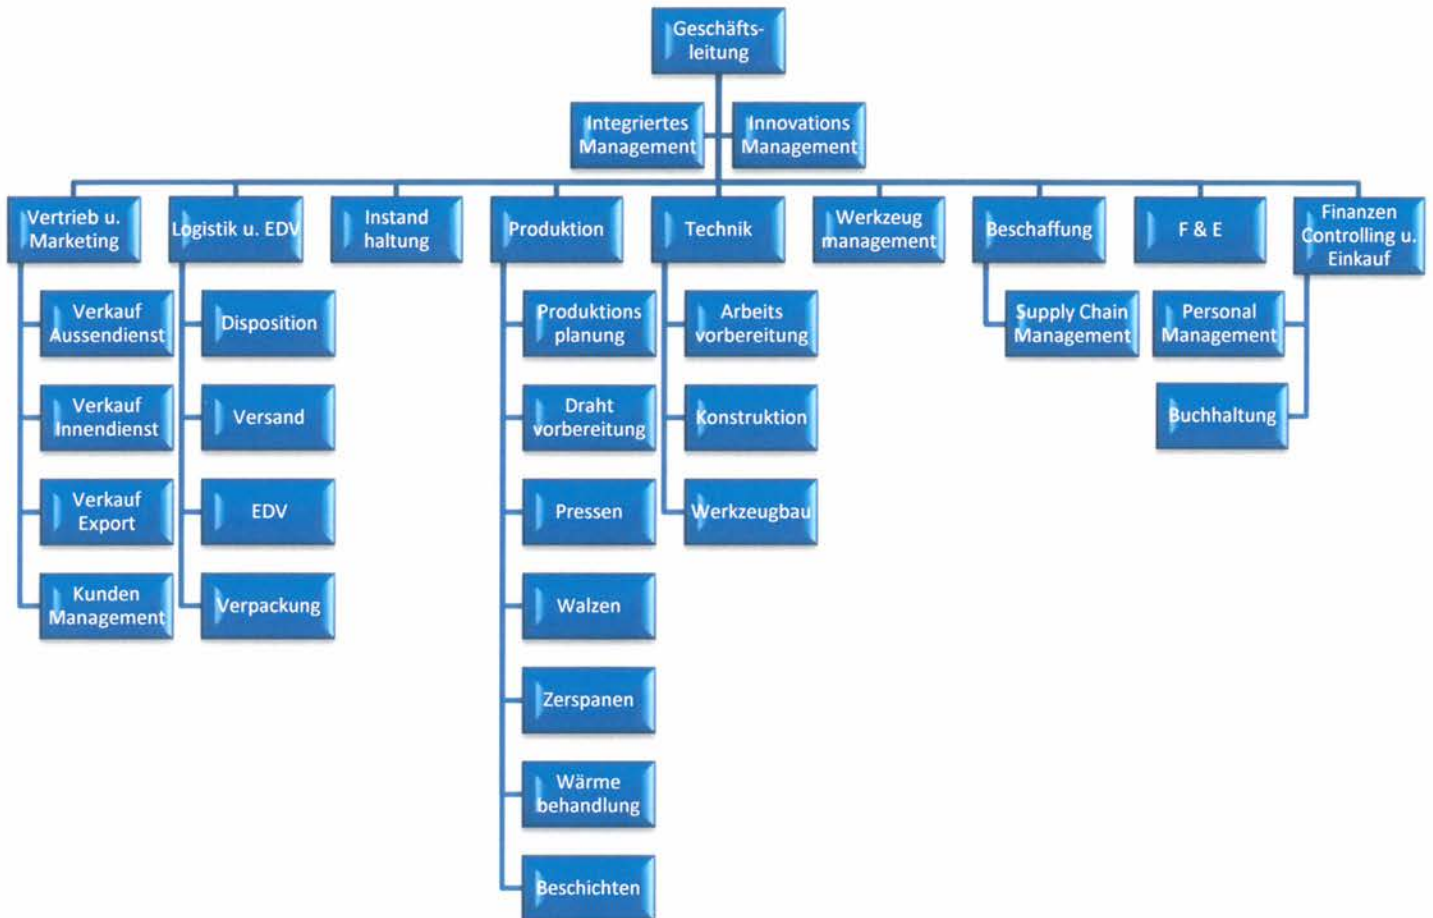 Geschäfts-
leitung
Integriertes
Management
Innovations
Management
Vertrieb u.
Marketing
Logistik u. EDV
Instand
haltung
Produktion
Technik
Werkzeug
management
Beschaffung
F & E
Finanzen
Controlling u.
Einkauf
Verkauf
Aussendienst
Verkauf
Innendienst
Verkauf
Export
Kunden
Management
Disposition
Versand
EDV
Verpackung
Produktions
planung
Draht
vorbereitung
Pressen
Walzen
Zerspanen
Wärme
behandlung
Beschichten
Arbeits
vorbereitung
Konstruktion
Werkzeugbau
Supply Chain
Management
Personal
Management
Buchhaltung